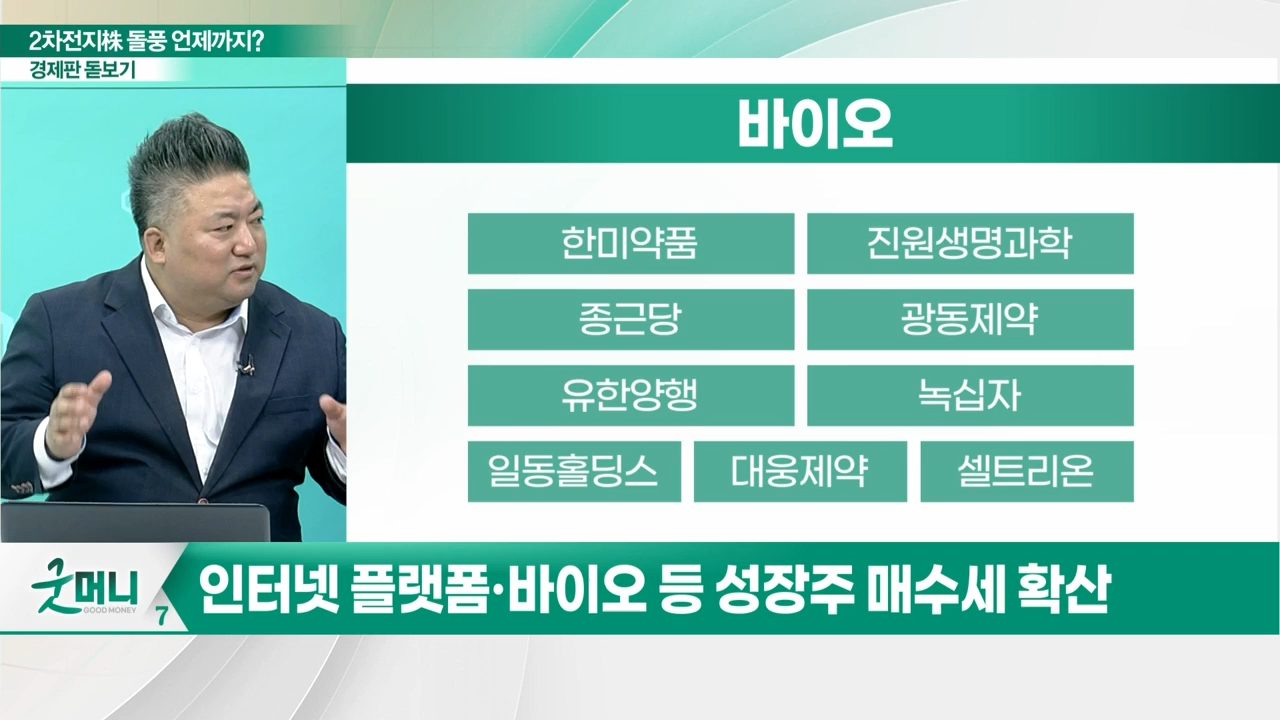 2차전지株 돌풍 언제까지?
경제판 돋보기
바이오
한미약품 진원생명과학
종근당 광동제약
유한양행 녹십자
일동홀딩스 대웅제약 셀트리온
굿머니
GOOD MONEY
7
인터넷 플랫폼·바이오 등 성장주 매수세 확산